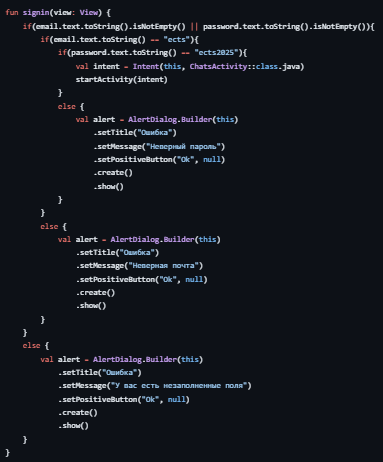 fun signin(view: View) {
    if(email.text.toString().isNotEmpty() || password.text.toString().isNotEmpty()){
        if(email.text.toString() == "ects"){
            if(password.text.toString() == "ects2025"){
                val intent = Intent(this, ChatsActivity::class.java)
                startActivity(intent)
            }
            else {
                val alert = AlertDialog.Builder(this)
                    .setTitle("Ошибка")
                    .setMessage("Неверный пароль")
                    .setPositiveButton("Ok", null)
                    .create()
                    .show()
            }
        }
        else {
            val alert = AlertDialog.Builder(this)
                .setTitle("Ошибка")
                .setMessage("Неверная почта")
                .setPositiveButton("Ok", null)
                .create()
                .show()
        }
    }
    else {
        val alert = AlertDialog.Builder(this)
            .setTitle("Ошибка")
            .setMessage("У вас есть незаполненные поля")
            .setPositiveButton("Ok", null)
            .create()
            .show()
    }
}